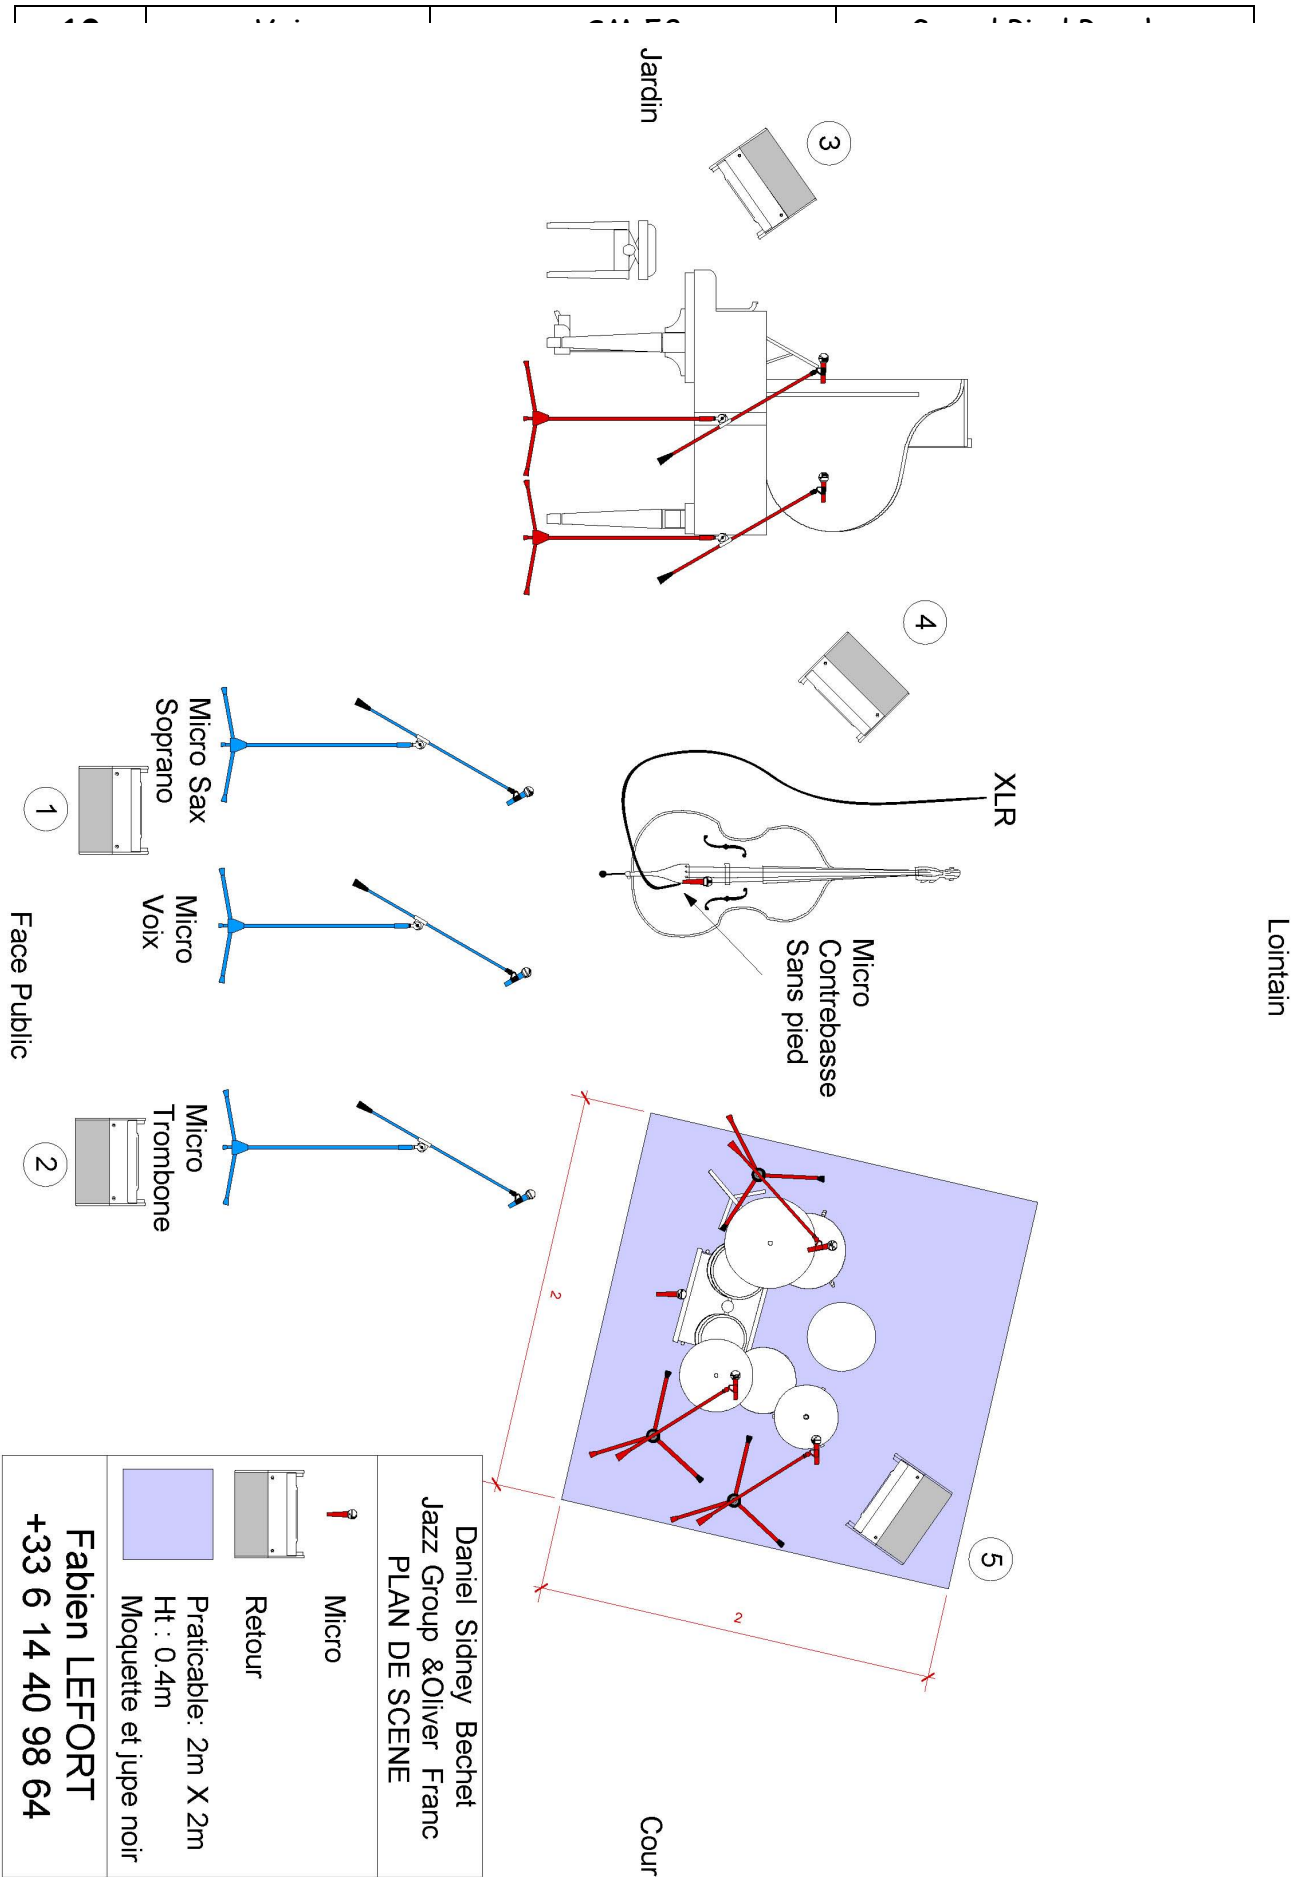 Jardin
3
4
XLR
Lointain
Micro Sax
Soprano
1
Micro
Voix
Face Public
Micro
Contrebasse
Sans pied
Micro
Trombone
2
2
2
5
Cour
Daniel Sidney Bechet
Jazz Group &Oliver Franc
PLAN DE SCENE
Micro
Retour
Praticable: 2m X 2m
Ht : 0.4m
Moquette et jupe noir
Fabien LEFORT
+33 6 14 40 98 64